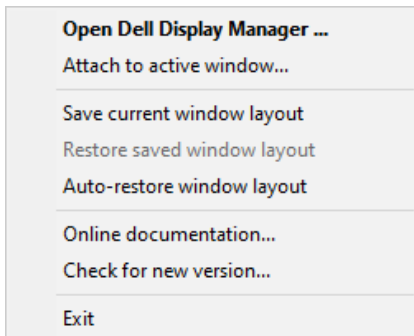 Open Dell Display Manager ...
Attach to active window...
Save current window layout
Restore saved window layout
Auto-restore window layout
Online documentation...
Check for new version...
Exit